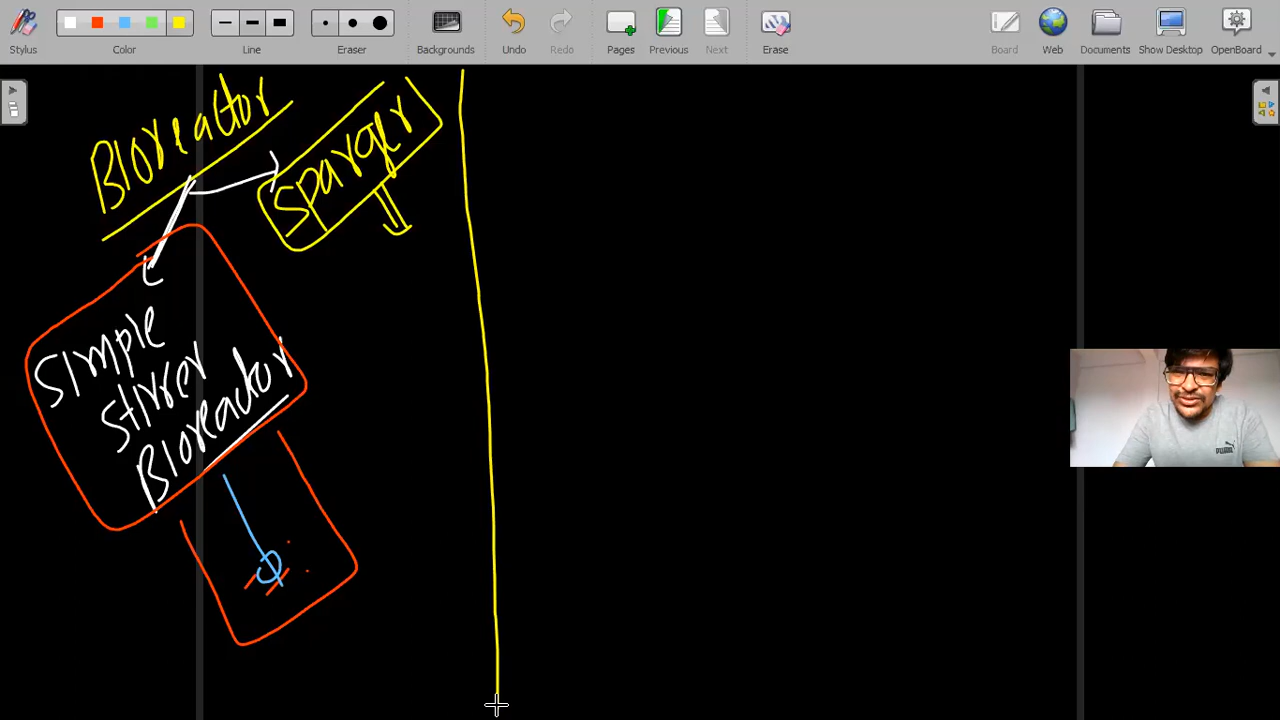 Stylus
Color
Line
Eraser
Backgrounds
Undo
Redo
Pages
Previous
Next
Erase
Board
Web
Documents
Show Desktop
OpenBoard
Bioreactor
Sparger
Simple
Stirrer
Bioreactor
PUMA